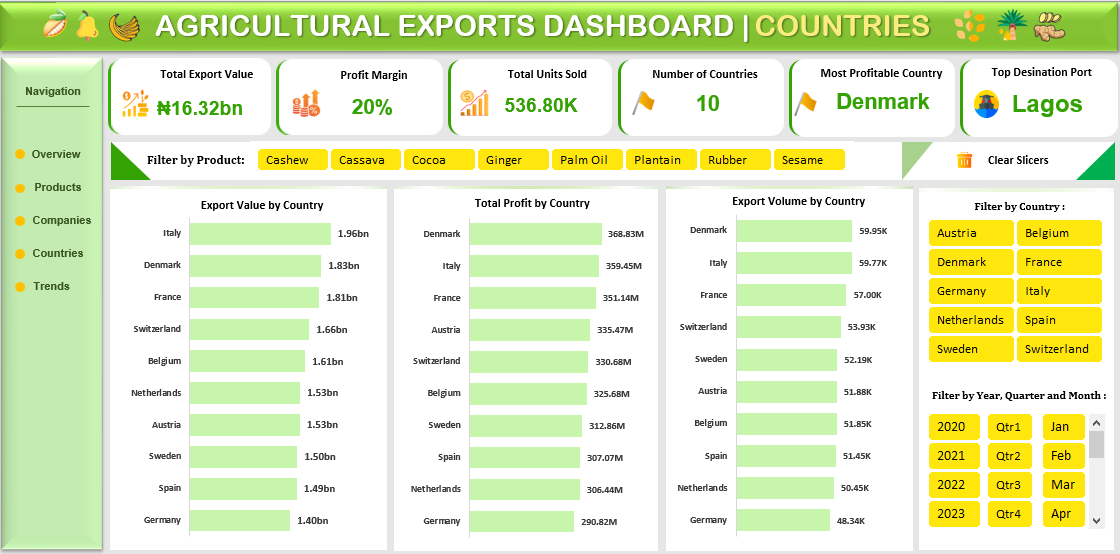 AGRICULTURAL EXPORTS DASHBOARD | COUNTRIES
Navigation
Overview
Products
Companies
Countries
Trends
Total Export Value
₦16.32bn
Profit Margin
20%
Total Units Sold
536.80K
Number of Countries
10
Most Profitable Country
Denmark
Top Desination Port
Lagos
Filter by Product:
Cashew
Cassava
Cocoa
Ginger
Palm Oil
Plantain
Rubber
Sesame
Clear Slicers
Export Value by Country
Italy 1.96bn
Denmark 1.83bn
France 1.81bn
Switzerland 1.66bn
Belgium 1.61bn
Netherlands 1.53bn
Austria 1.53bn
Sweden 1.50bn
Spain 1.49bn
Germany 1.40bn
Total Profit by Country
Denmark 368.83M
Italy 359.45M
France 351.14M
Austria 335.47M
Switzerland 330.68M
Belgium 325.68M
Sweden 312.86M
Spain 307.07M
Netherlands 306.44M
Germany 290.82M
Export Volume by Country
Denmark 59.95K
Italy 59.77K
France 57.00K
Switzerland 53.93K
Sweden 52.19K
Austria 51.88K
Belgium 51.85K
Spain 51.45K
Netherlands 50.45K
Germany 48.34K
Filter by Country :
Austria Belgium
Denmark France
Germany Italy
Netherlands Spain
Sweden Switzerland
Filter by Year, Quarter and Month :
2020 Qtr1 Jan
2021 Qtr2 Feb
2022 Qtr3 Mar
2023 Qtr4 Apr